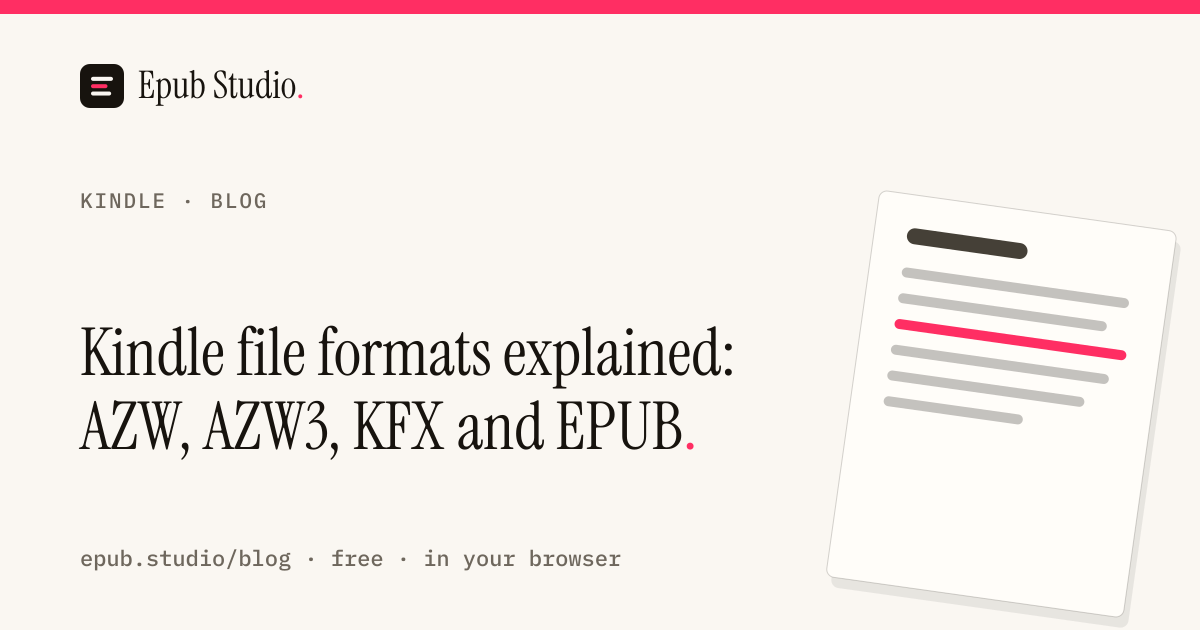 Epub Studio.
KINDLE · BLOG
Kindle file formats explained:
AZW, AZW3, KFX and EPUB.
epub.studio/blog · free · in your browser